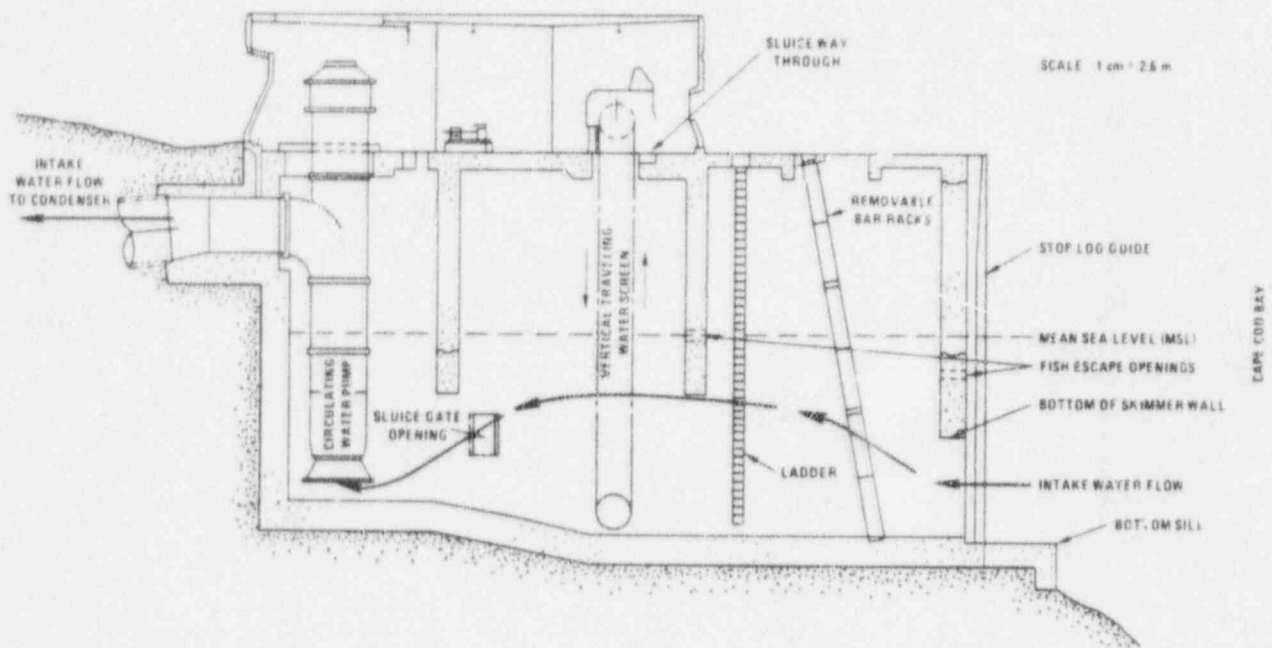 SLUICE WAY
THROUGH
SCALE 1 cm = 2.6 m
INTAKE
WATER FLOW
TO CONDENSER
REMOVABLE
BAR RACKS
STOP LOG GUIDE
VERTICAL TRAVELING
WATER SCREEN
MEAN SEA LEVEL (MSL)
FISH ESCAPE OPENINGS
CAPE COD BAY
CIRCULATING
WATER PUMP
SLUICE GATE
OPENING
BOTTOM OF SKIMMER WALL
LADDER
INTAKE WATER FLOW
BOTTOM SILL